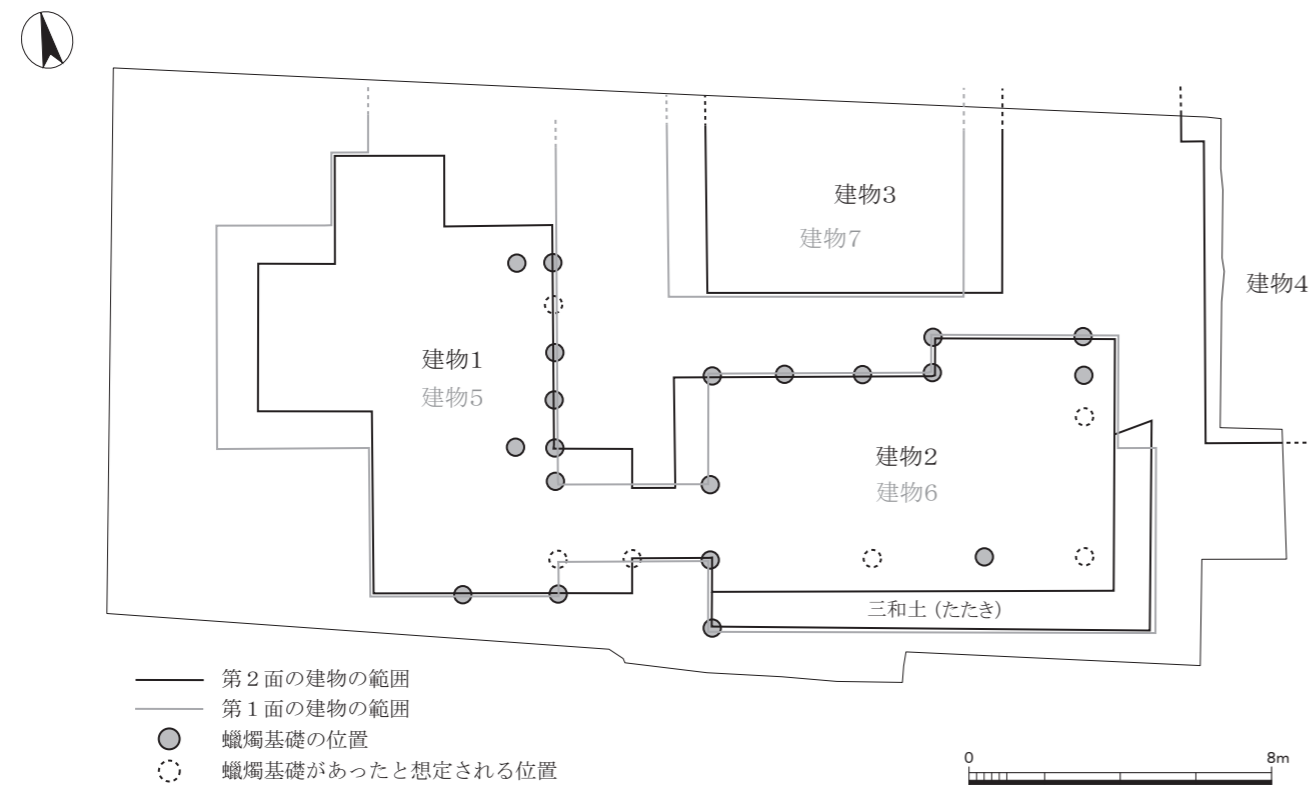 建物3
建物7
建物4
建物1
建物5
建物2
建物6
三和土（たたき）
第２面の建物の範囲
第１面の建物の範囲
蠟燭基礎の位置
蠟燭基礎があったと想定される位置
0 8m